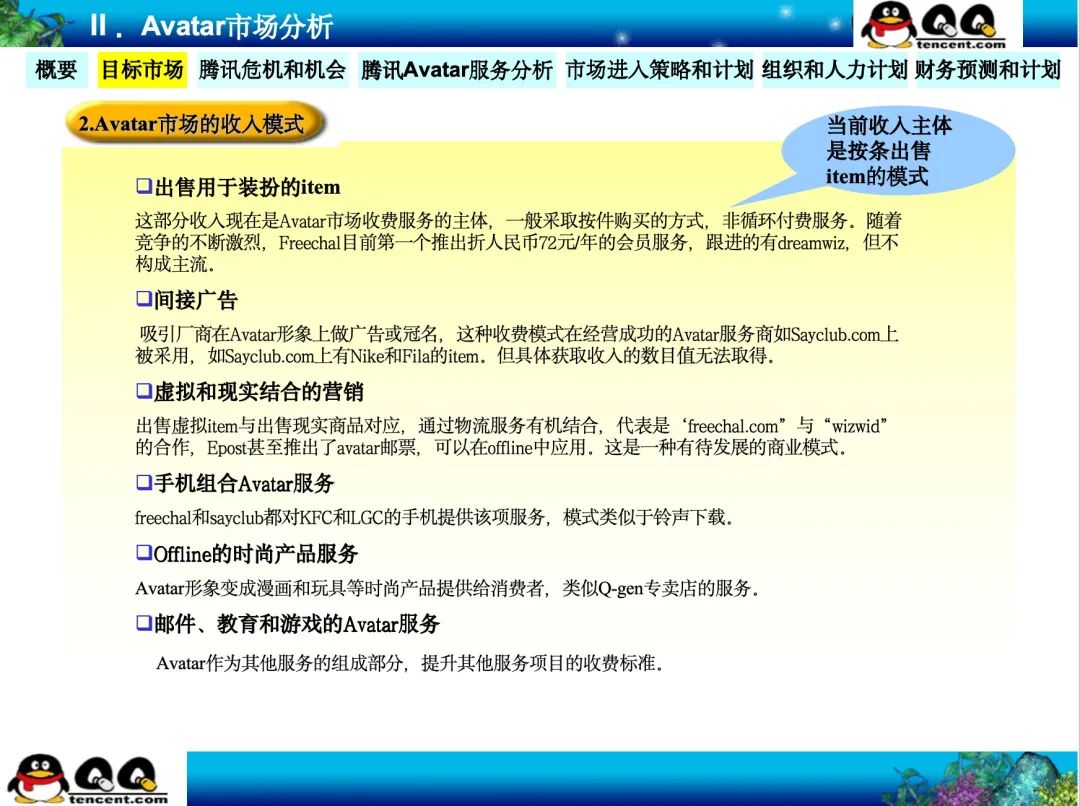 II．Avatar市场分析
QQ
tencent.com
概要 目标市场 腾讯危机和机会 腾讯Avatar服务分析 市场进入策略和计划 组织和人力计划 财务预测和计划
2.Avatar市场的收入模式
当前收入主体
是按条出售
item的模式
❑出售用于装扮的item
这部分收入现在是Avatar市场收费服务的主体，一般采取按件购买的方式，非循环付费服务。随着
竞争的不断激烈，Freechal目前第一个推出折人民币72元/年的会员服务，跟进的有dreamwiz，但不
构成主流。
❑间接广告
吸引厂商在Avatar形象上做广告或冠名，这种收费模式在经营成功的Avatar服务商如Sayclub.com上
被采用，如Sayclub.com上有Nike和Fila的item。但具体获取收入的数目值无法取得。
❑虚拟和现实结合的营销
出售虚拟item与出售现实商品对应，通过物流服务有机结合，代表是‘freechal.com”与“wizwid”
的合作，Epost甚至推出了avatar邮票，可以在offline中应用。这是一种有待发展的商业模式。
❑手机组合Avatar服务
freechal和sayclub都对KFC和LGC的手机提供该项服务，模式类似于铃声下载。
❑Offline的时尚产品服务
Avatar形象变成漫画和玩具等时尚产品提供给消费者，类似Q-gen专卖店的服务。
❑邮件、教育和游戏的Avatar服务
Avatar作为其他服务的组成部分，提升其他服务项目的收费标准。
QQ
tencent.com